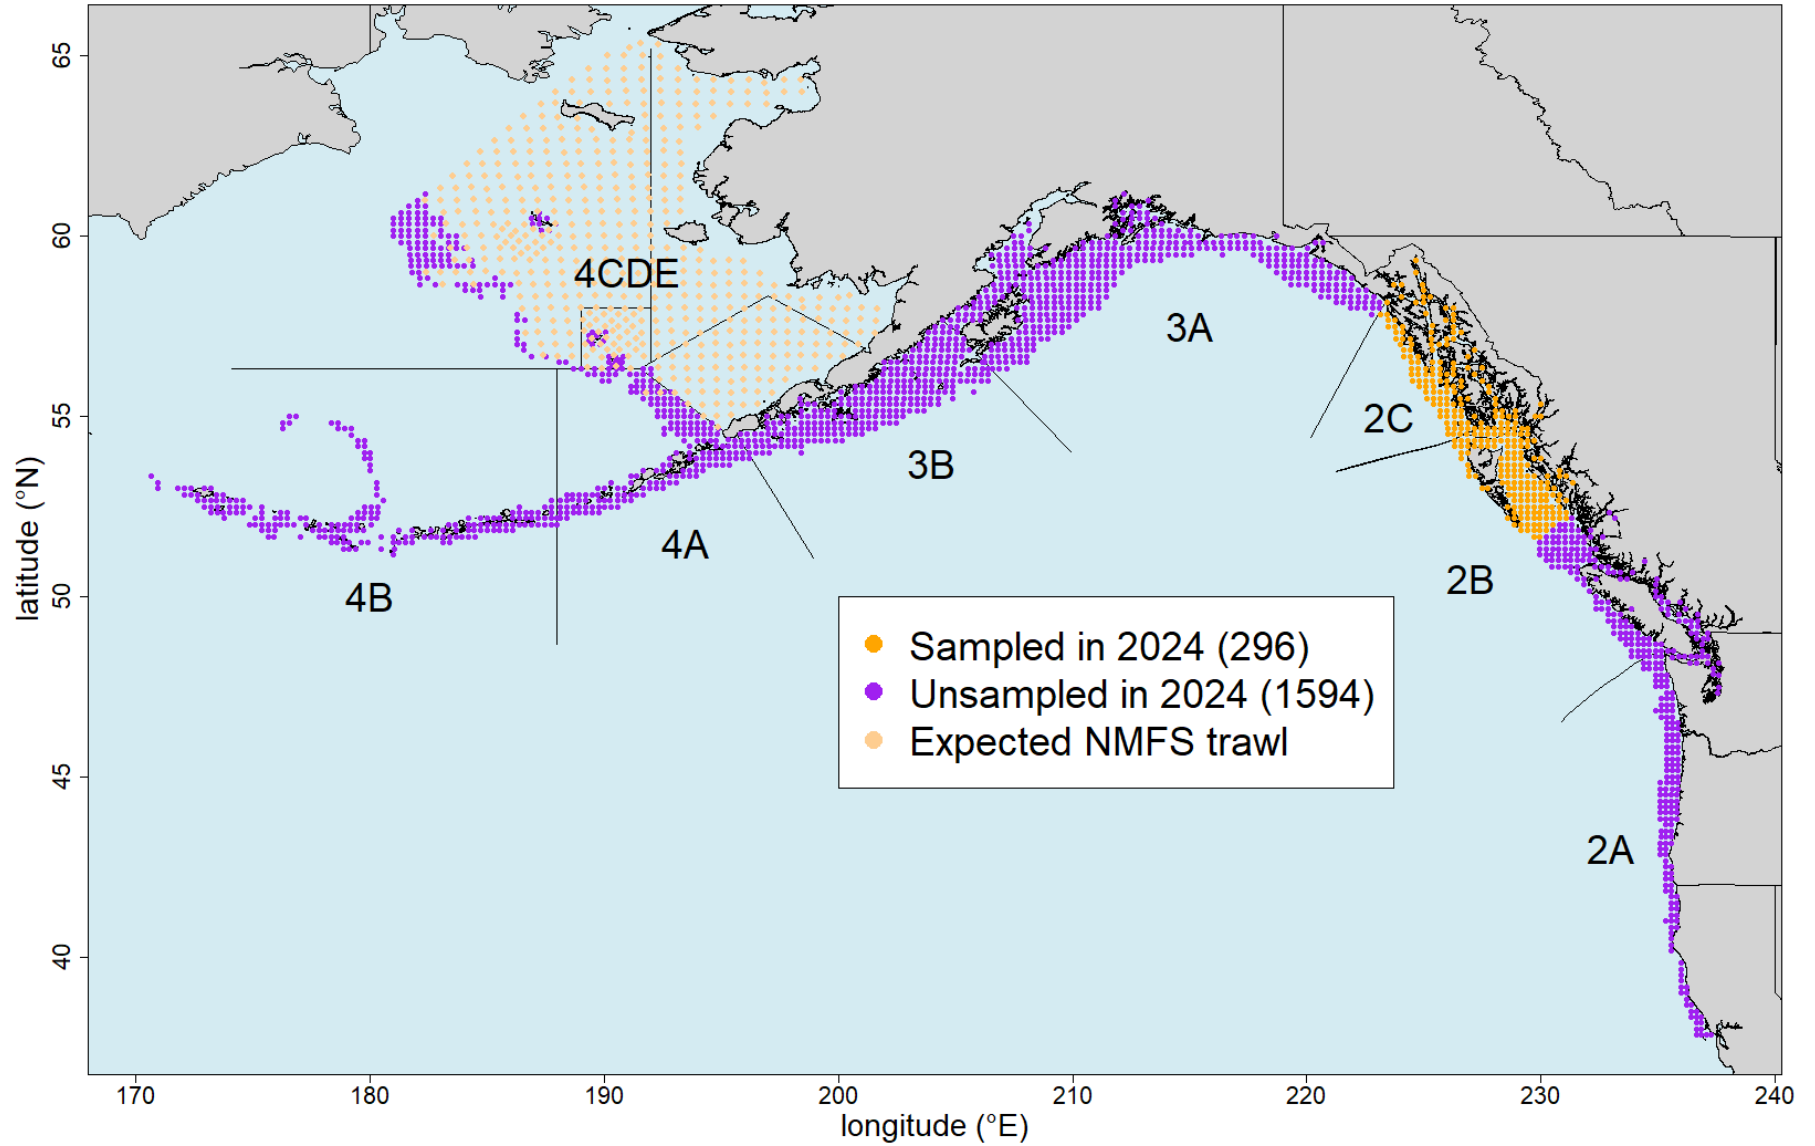 65
60
55
50
45
40
latitude (°N)
4CDE
3A
2C
3B
4A
2B
4B
2A
Sampled in 2024 (296)
Unsampled in 2024 (1594)
Expected NMFS trawl
170
180
190
200
210
220
230
240
longitude (°E)